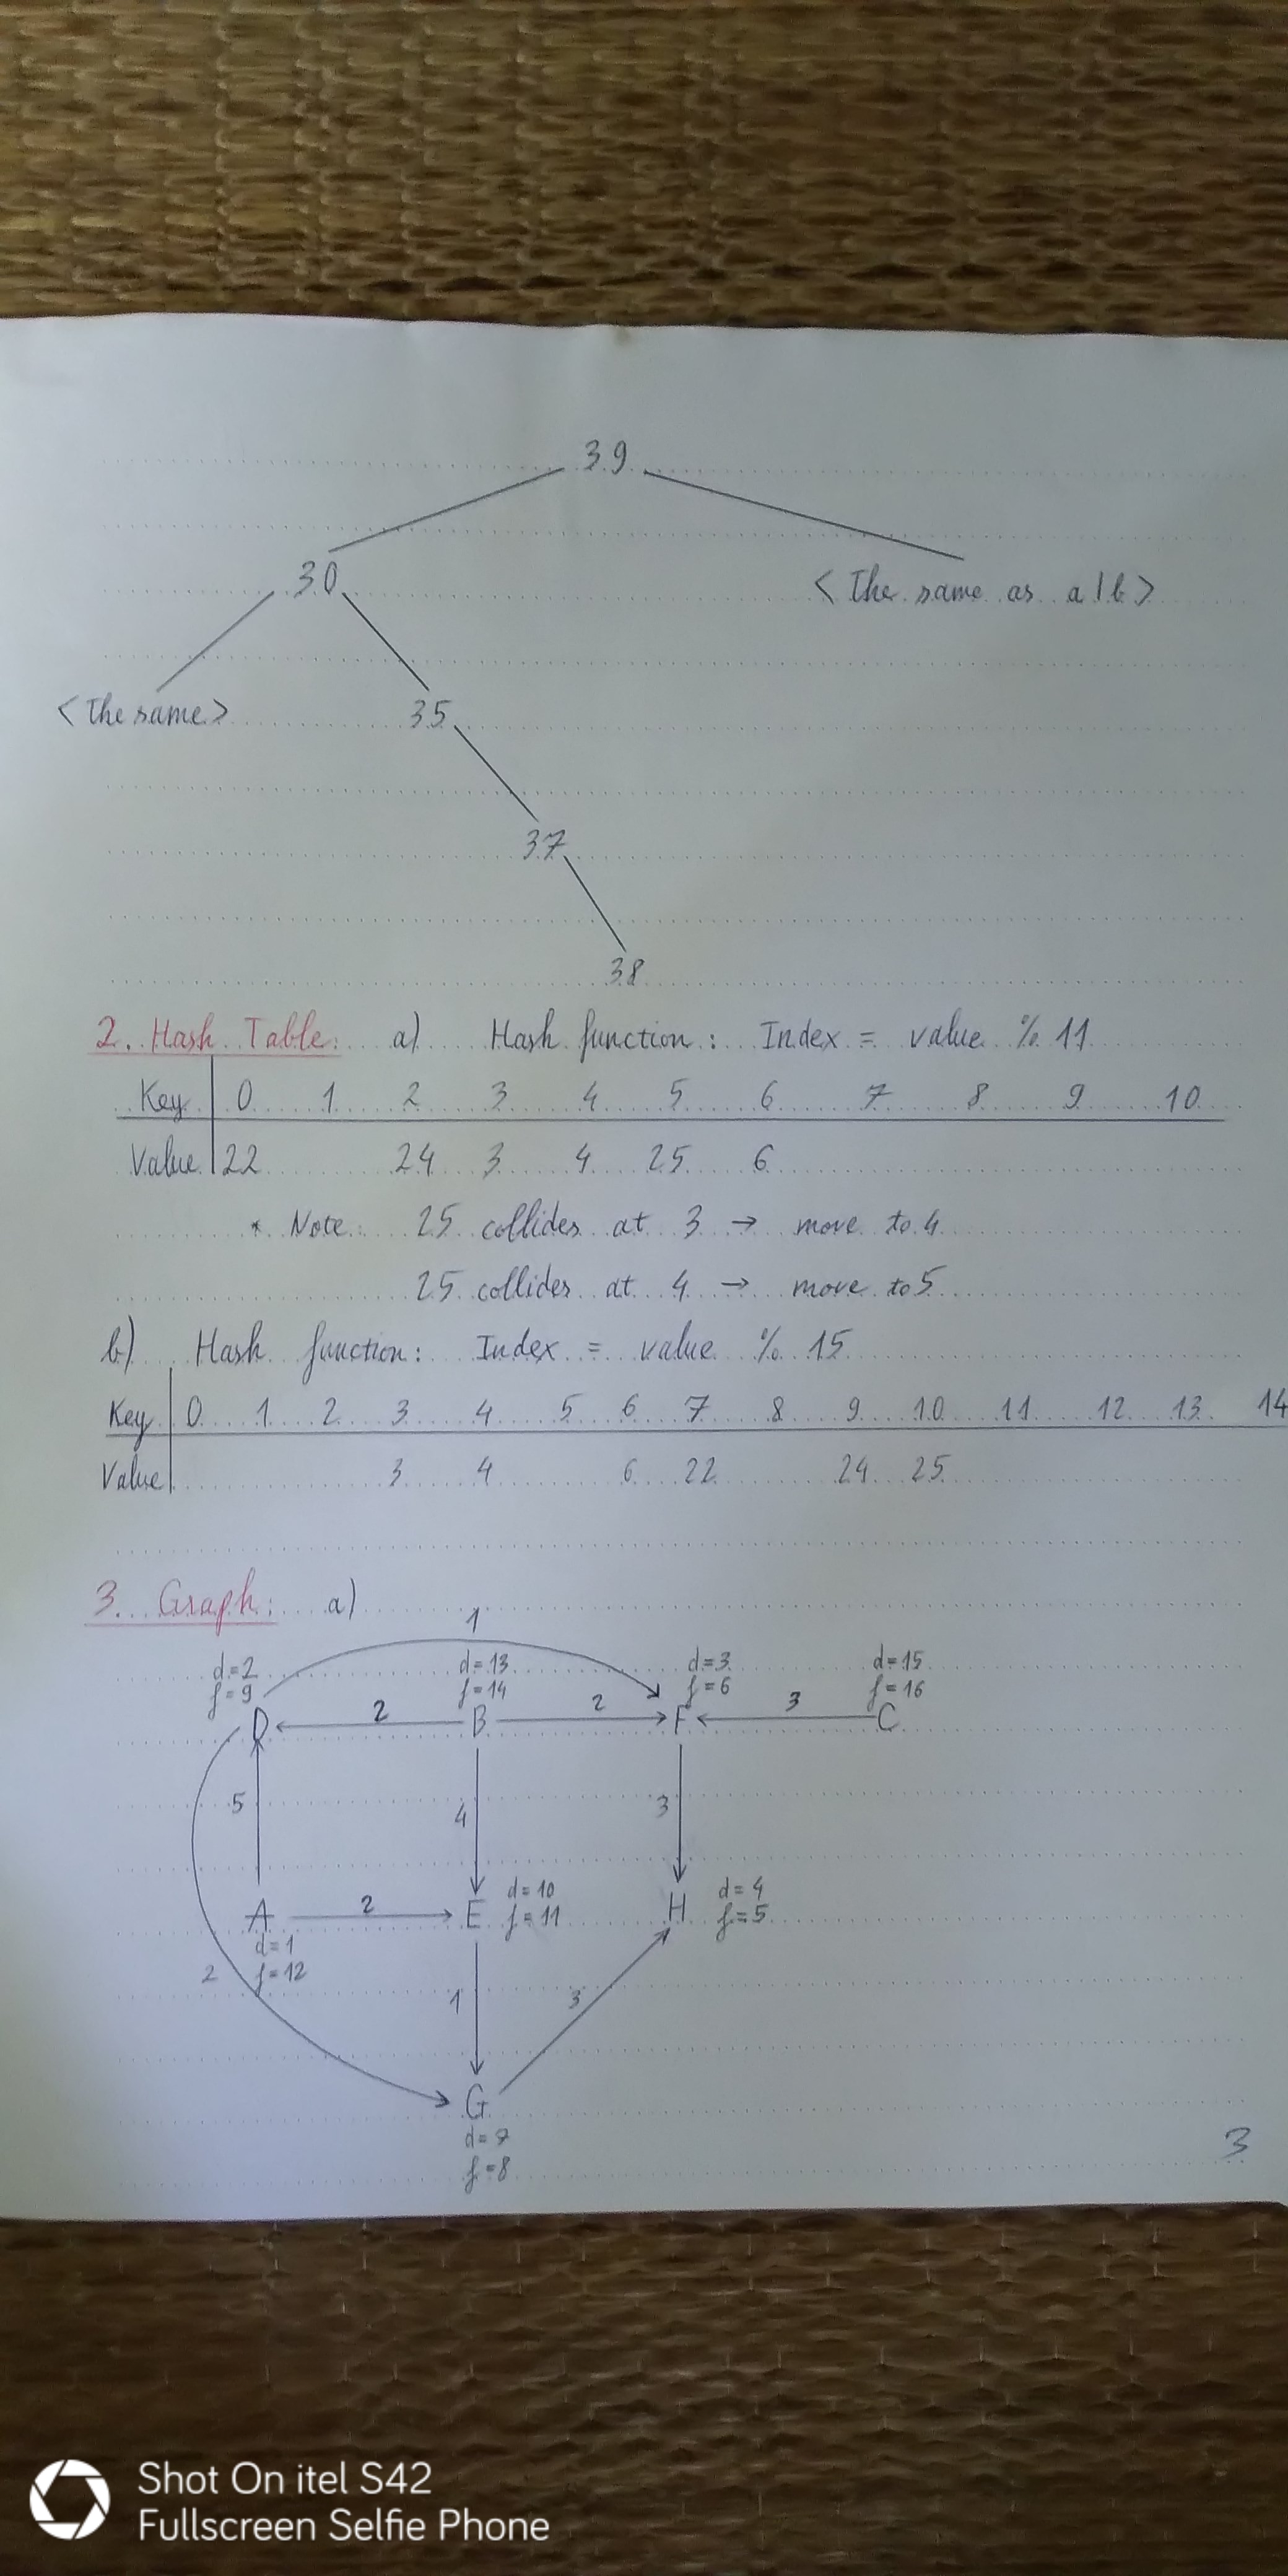 39
30 < The same as a / b >
< The same > 35
37
38
2. Hash Table: a) Hash function : Index = value % 11
Key 0 1 2 3 4 5 6 7 8 9 10
Value 22 24 3 4 25 6
* Note: 25 collides at 3 → move to 4
25 collides at 4 → move to 5
b) Hash function : Index = value % 15
Key 0 1 2 3 4 5 6 7 8 9 10 11 12 13 14
Value 3 4 6 22 24 25
3. Graph: a)
1
d=2 d=13 d=3 d=15
f=9 f=14 f=6 f=16
D 2 B 2 F 3 C
5 4 3
A 2 E d=10 H d=4
d=1 f=11 f=5
2 f=12
1 3
G
d=7
f=8
3
Shot On itel S42
Fullscreen Selfie Phone